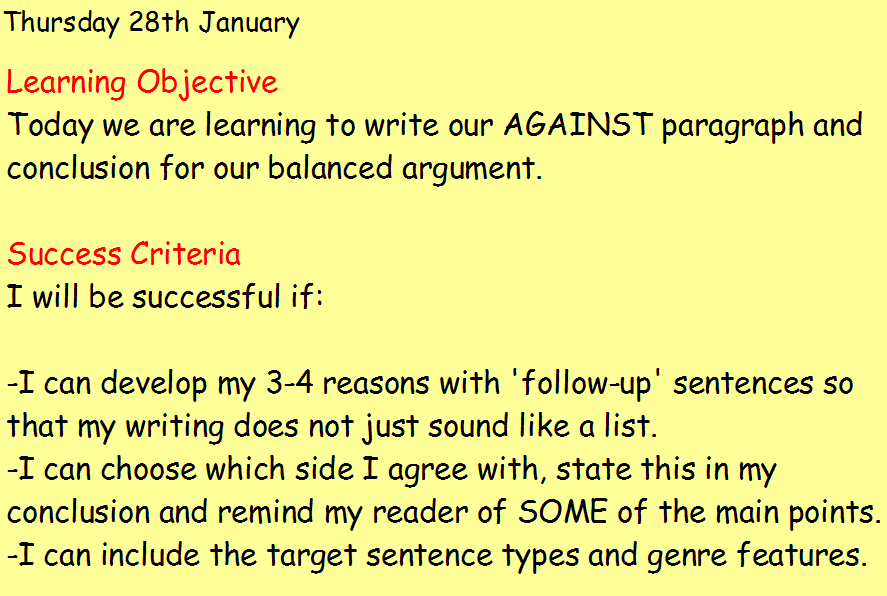 Thursday 28th January
Learning Objective
Today we are learning to write our AGAINST paragraph and
conclusion for our balanced argument.
Success Criteria
I will be successful if:
-I can develop my 3-4 reasons with 'follow-up' sentences so
that my writing does not just sound like a list.
-I can choose which side I agree with, state this in my
conclusion and remind my reader of SOME of the main points.
-I can include the target sentence types and genre features.